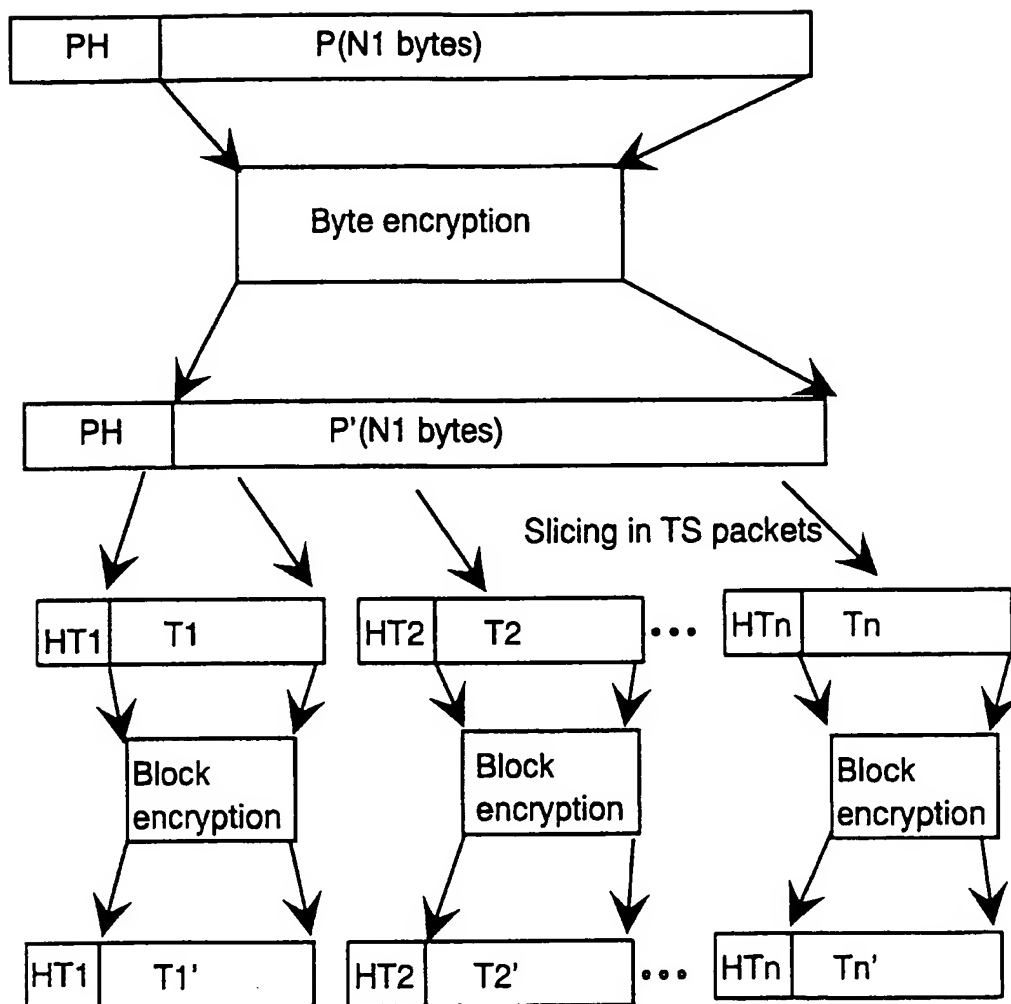 PH P(N1 bytes)
Byte encryption
PH P'(N1 bytes)
Slicing in TS packets
HT1 T1 HT2 T2 ••• HTn Tn
Block encryption
Block encryption
Block encryption
HT1 T1' HT2 T2' ••• HTn Tn'